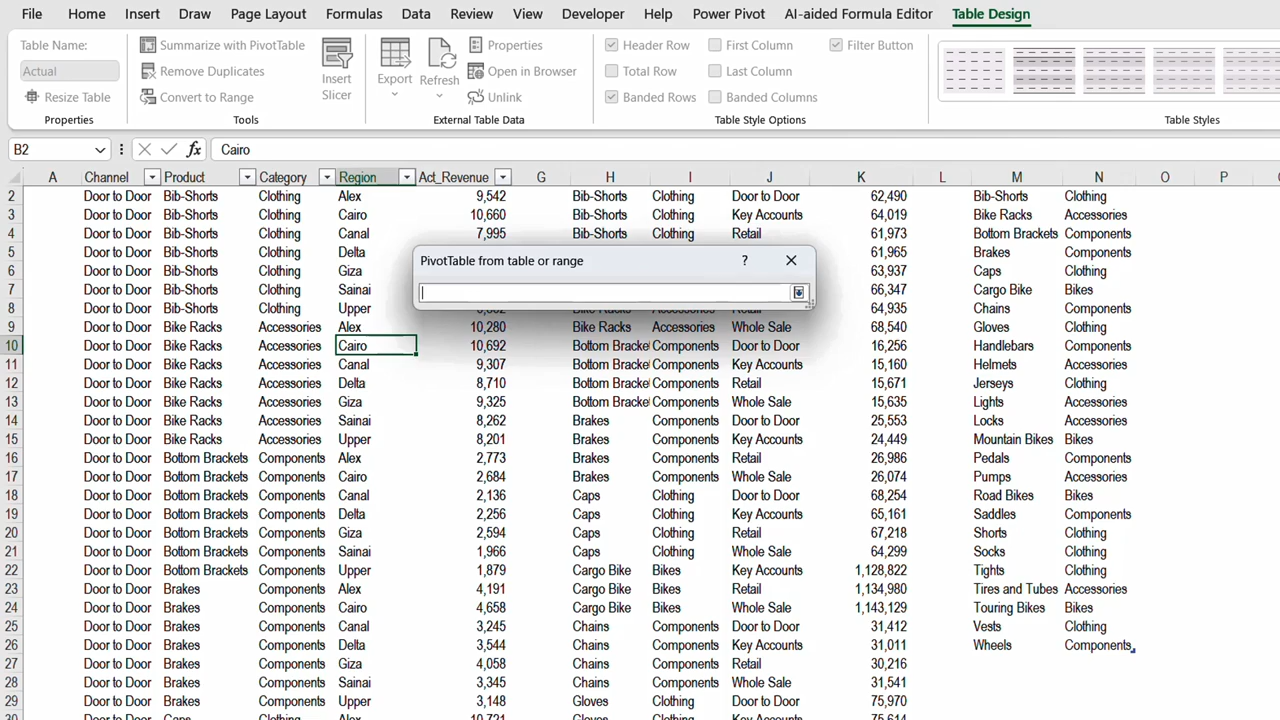 File Home Insert Draw Page Layout Formulas Data Review View Developer Help Power Pivot AI-aided Formula Editor Table Design
Table Name: Summarize with PivotTable Properties Header Row First Column Filter Button
Actual Remove Duplicates Insert Slicer Export Refresh Open in Browser Total Row Last Column
Resize Table Convert to Range Unlink Banded Rows Banded Columns
Properties Tools External Table Data Table Style Options Table Styles
B2 fx Cairo
A Channel Product Category Region Act_Revenue G H I J K L M N O P
2 Door to Door Bib-Shorts Clothing Alex 9,542 Bib-Shorts Clothing Door to Door 62,490 Bib-Shorts Clothing
3 Door to Door Bib-Shorts Clothing Cairo 10,660 Bib-Shorts Clothing Key Accounts 64,019 Bike Racks Accessories
4 Door to Door Bib-Shorts Clothing Canal 7,995 Bib-Shorts Clothing Retail 61,973 Bottom Brackets Components
5 Door to Door Bib-Shorts Clothing Delta 61,965 Brakes Components
PivotTable from table or range ?
6 Door to Door Bib-Shorts Clothing Giza 63,937 Caps Clothing
7 Door to Door Bib-Shorts Clothing Sainai 66,347 Cargo Bike Bikes
8 Door to Door Bib-Shorts Clothing Upper 64,935 Chains Components
9 Door to Door Bike Racks Accessories Alex 10,280 Bike Racks Accessories Whole Sale 68,540 Gloves Clothing
10 Door to Door Bike Racks Accessories Cairo 10,692 Bottom Bracket Components Door to Door 16,256 Handlebars Components
11 Door to Door Bike Racks Accessories Canal 9,307 Bottom Bracket Components Key Accounts 15,160 Helmets Accessories
12 Door to Door Bike Racks Accessories Delta 8,710 Bottom Bracket Components Retail 15,671 Jerseys Clothing
13 Door to Door Bike Racks Accessories Giza 9,325 Bottom Bracket Components Whole Sale 15,635 Lights Accessories
14 Door to Door Bike Racks Accessories Sainai 8,262 Brakes Components Door to Door 25,553 Locks Accessories
15 Door to Door Bike Racks Accessories Upper 8,201 Brakes Components Key Accounts 24,449 Mountain Bikes Bikes
16 Door to Door Bottom Brackets Components Alex 2,773 Brakes Components Retail 26,986 Pedals Components
17 Door to Door Bottom Brackets Components Cairo 2,684 Brakes Components Whole Sale 26,074 Pumps Accessories
18 Door to Door Bottom Brackets Components Canal 2,136 Caps Clothing Door to Door 68,254 Road Bikes Bikes
19 Door to Door Bottom Brackets Components Delta 2,256 Caps Clothing Key Accounts 65,161 Saddles Components
20 Door to Door Bottom Brackets Components Giza 2,594 Caps Clothing Retail 67,218 Shorts Clothing
21 Door to Door Bottom Brackets Components Sainai 1,966 Caps Clothing Whole Sale 64,299 Socks Clothing
22 Door to Door Bottom Brackets Components Upper 1,879 Cargo Bike Bikes Key Accounts 1,128,822 Tights Clothing
23 Door to Door Brakes Components Alex 4,191 Cargo Bike Bikes Retail 1,134,980 Tires and Tubes Accessories
24 Door to Door Brakes Components Cairo 4,658 Cargo Bike Bikes Whole Sale 1,143,129 Touring Bikes Bikes
25 Door to Door Brakes Components Canal 3,245 Chains Components Door to Door 31,412 Vests Clothing
26 Door to Door Brakes Components Delta 3,544 Chains Components Key Accounts 31,011 Wheels Components
27 Door to Door Brakes Components Giza 4,058 Chains Components Retail 30,216
28 Door to Door Brakes Components Sainai 3,345 Chains Components Whole Sale 31,541
29 Door to Door Brakes Components Upper 3,148 Gloves Clothing Door to Door 75,970
30 Door to Door Caps Clothing Alex 10,721 Gloves Clothing Key Accounts 75,614